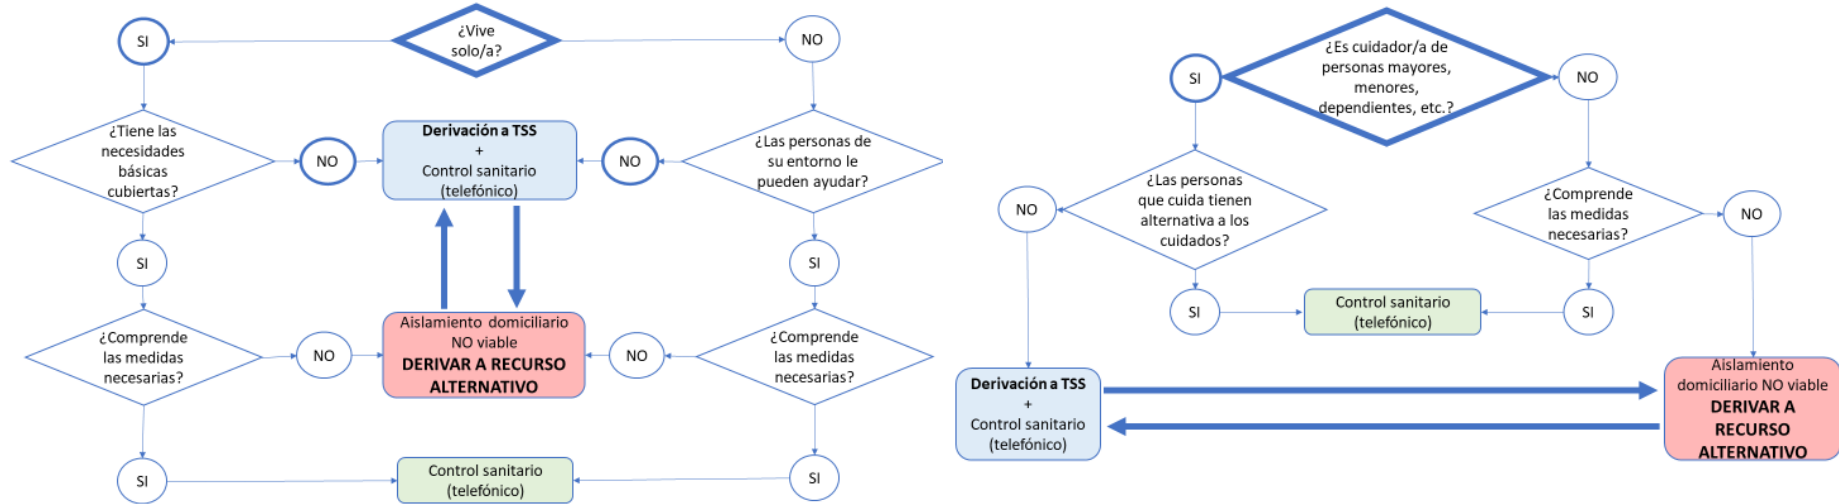 SI
¿Vive
solo/a?
NO
¿Tiene las
necesidades
básicas
cubiertas?
NO
Derivación a TSS
+
Control sanitario
(telefónico)
NO
¿Las personas de
su entorno le
pueden ayudar?
SI
SI
¿Comprende
las medidas
necesarias?
NO
Aislamiento domiciliario
NO viable
DERIVAR A RECURSO
ALTERNATIVO
NO
¿Comprende
las medidas
necesarias?
SI
Control sanitario
(telefónico)
SI
¿Es cuidador/a de
personas mayores,
menores,
dependientes, etc.?
SI
NO
NO
¿Las personas
que cuida tienen
alternativa a los
cuidados?
¿Comprende
las medidas
necesarias?
NO
SI
Control sanitario
(telefónico)
SI
Derivación a TSS
+
Control sanitario
(telefónico)
Aislamiento
domiciliario NO viable
DERIVAR A
RECURSO
ALTERNATIVO